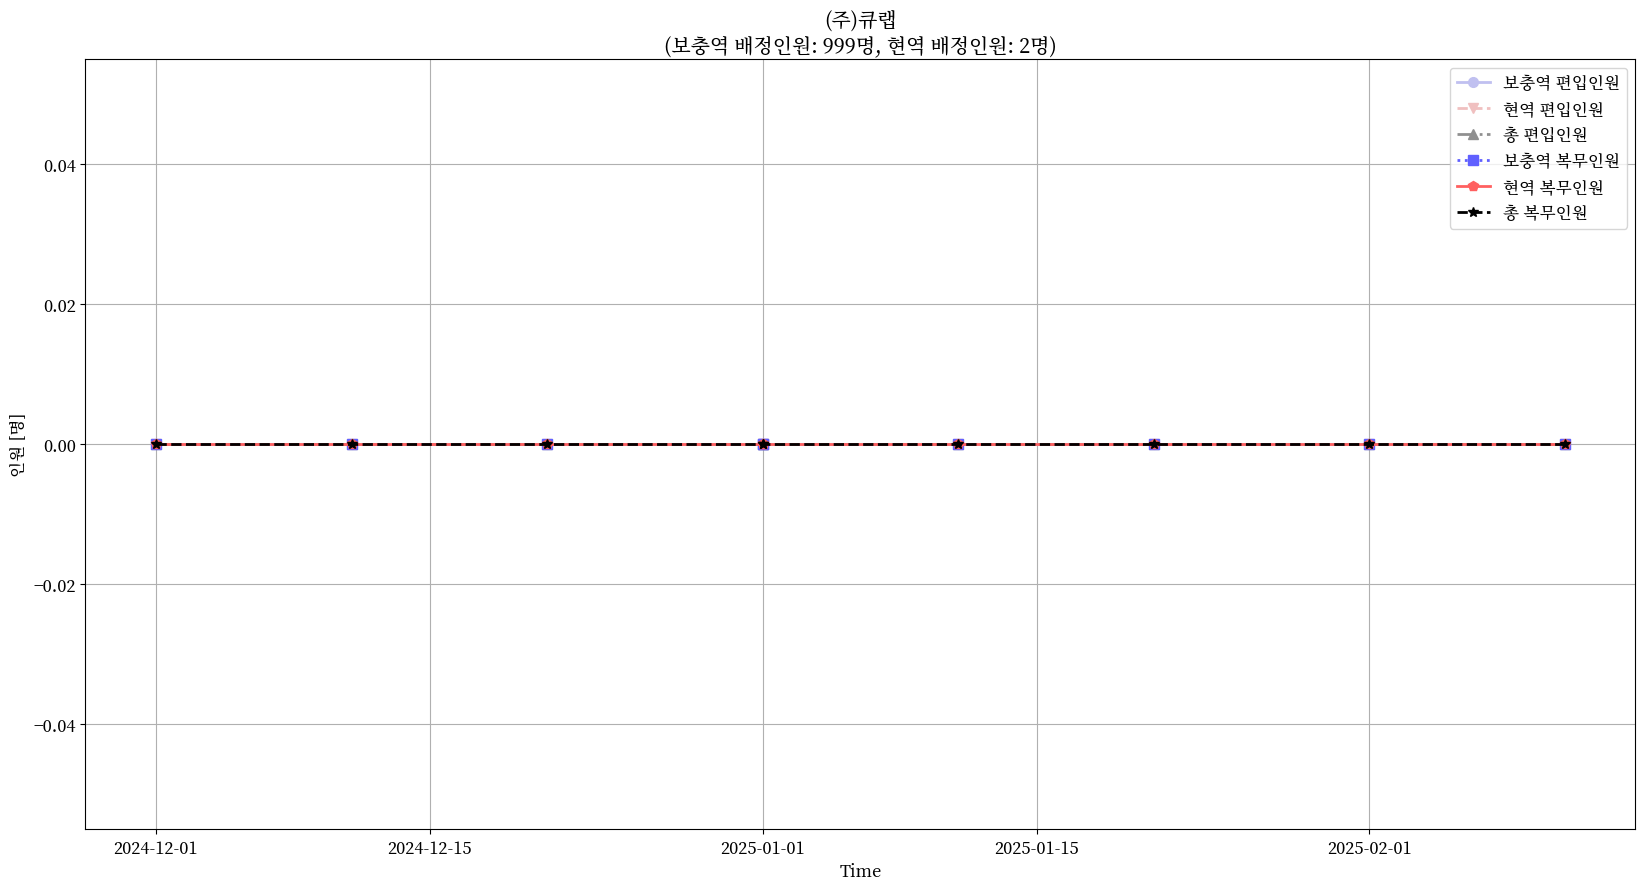 (주)큐랩
(보충역 배정인원: 999명, 현역 배정인원: 2명)
보충역 편입인원
현역 편입인원
총 편입인원
보충역 복무인원
현역 복무인원
총 복무인원
0.04
0.02
0.00
−0.02
−0.04
인원 [명]
2024-12-01
2024-12-15
2025-01-01
2025-01-15
2025-02-01
Time